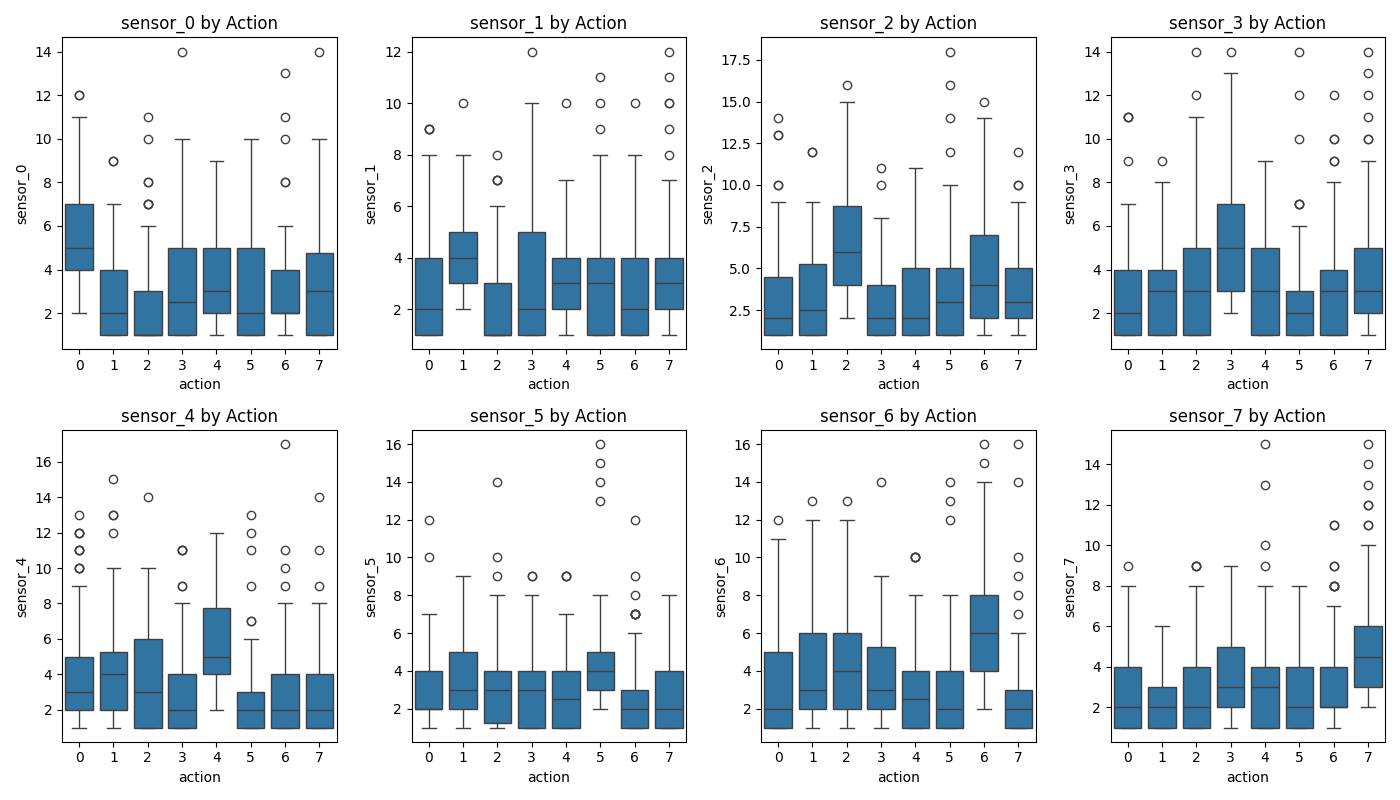 sensor_0 by Action
sensor_1 by Action
sensor_2 by Action
sensor_3 by Action
sensor_0
14
12
10
8
6
4
2
0 1 2 3 4 5 6 7
action
sensor_1
12
10
8
6
4
2
0 1 2 3 4 5 6 7
action
sensor_2
17.5
15.0
12.5
10.0
7.5
5.0
2.5
0 1 2 3 4 5 6 7
action
sensor_3
14
12
10
8
6
4
2
0 1 2 3 4 5 6 7
action
sensor_4 by Action
sensor_5 by Action
sensor_6 by Action
sensor_7 by Action
sensor_4
16
14
12
10
8
6
4
2
0 1 2 3 4 5 6 7
action
sensor_5
16
14
12
10
8
6
4
2
0 1 2 3 4 5 6 7
action
sensor_6
16
14
12
10
8
6
4
2
0 1 2 3 4 5 6 7
action
sensor_7
14
12
10
8
6
4
2
0 1 2 3 4 5 6 7
action